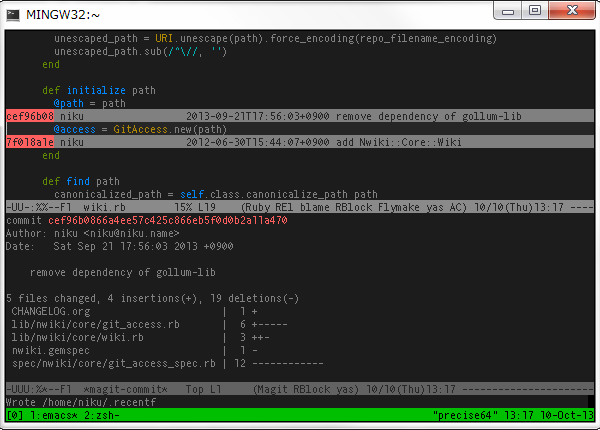 MINGW32:~
unescaped_path = URI.unescape(path).force_encoding(repo_filename_encoding)
unescaped_path.sub(/^\//, '')
end
def initialize path
@path = path
cef96b08 niku 2013-09-21T17:56:03+0900 remove dependency of gollum-lib
@access = GitAccess.new(path)
7f018a1e niku 2012-06-30T15:44:07+0900 add Nwiki::Core::Wiki
end
def find path
canonicalized_path = self.class.canonicalize_path path
-UU-:%%--F1 wiki.rb 15% L19 (Ruby REl blame RBlock Flymake yas AC) 10/10(Thu)13:17 ----
commit cef96b0866a4ee57c425c866eb5f0d0b2a11a470
Author: niku <niku@niku.name>
Date: Sat Sep 21 17:56:03 2013 +0900
remove dependency of gollum-lib
5 files changed, 4 insertions(+), 19 deletions(-)
CHANGELOG.org | 1 +
lib/nwiki/core/git_access.rb | 6 +-----
lib/nwiki/core/wiki.rb | 3 ++-
nwiki.gemspec | 1 -
spec/nwiki/core/git_access_spec.rb | 12 ------------
-UUU:%*--F1 *magit-commit* Top L1 (Magit RBlock yas) 10/10(Thu)13:17 -----------------------
Wrote /home/niku/.recentf
[0] 1:emacs* 2:zsh- "precise64" 13:17 10-Oct-13